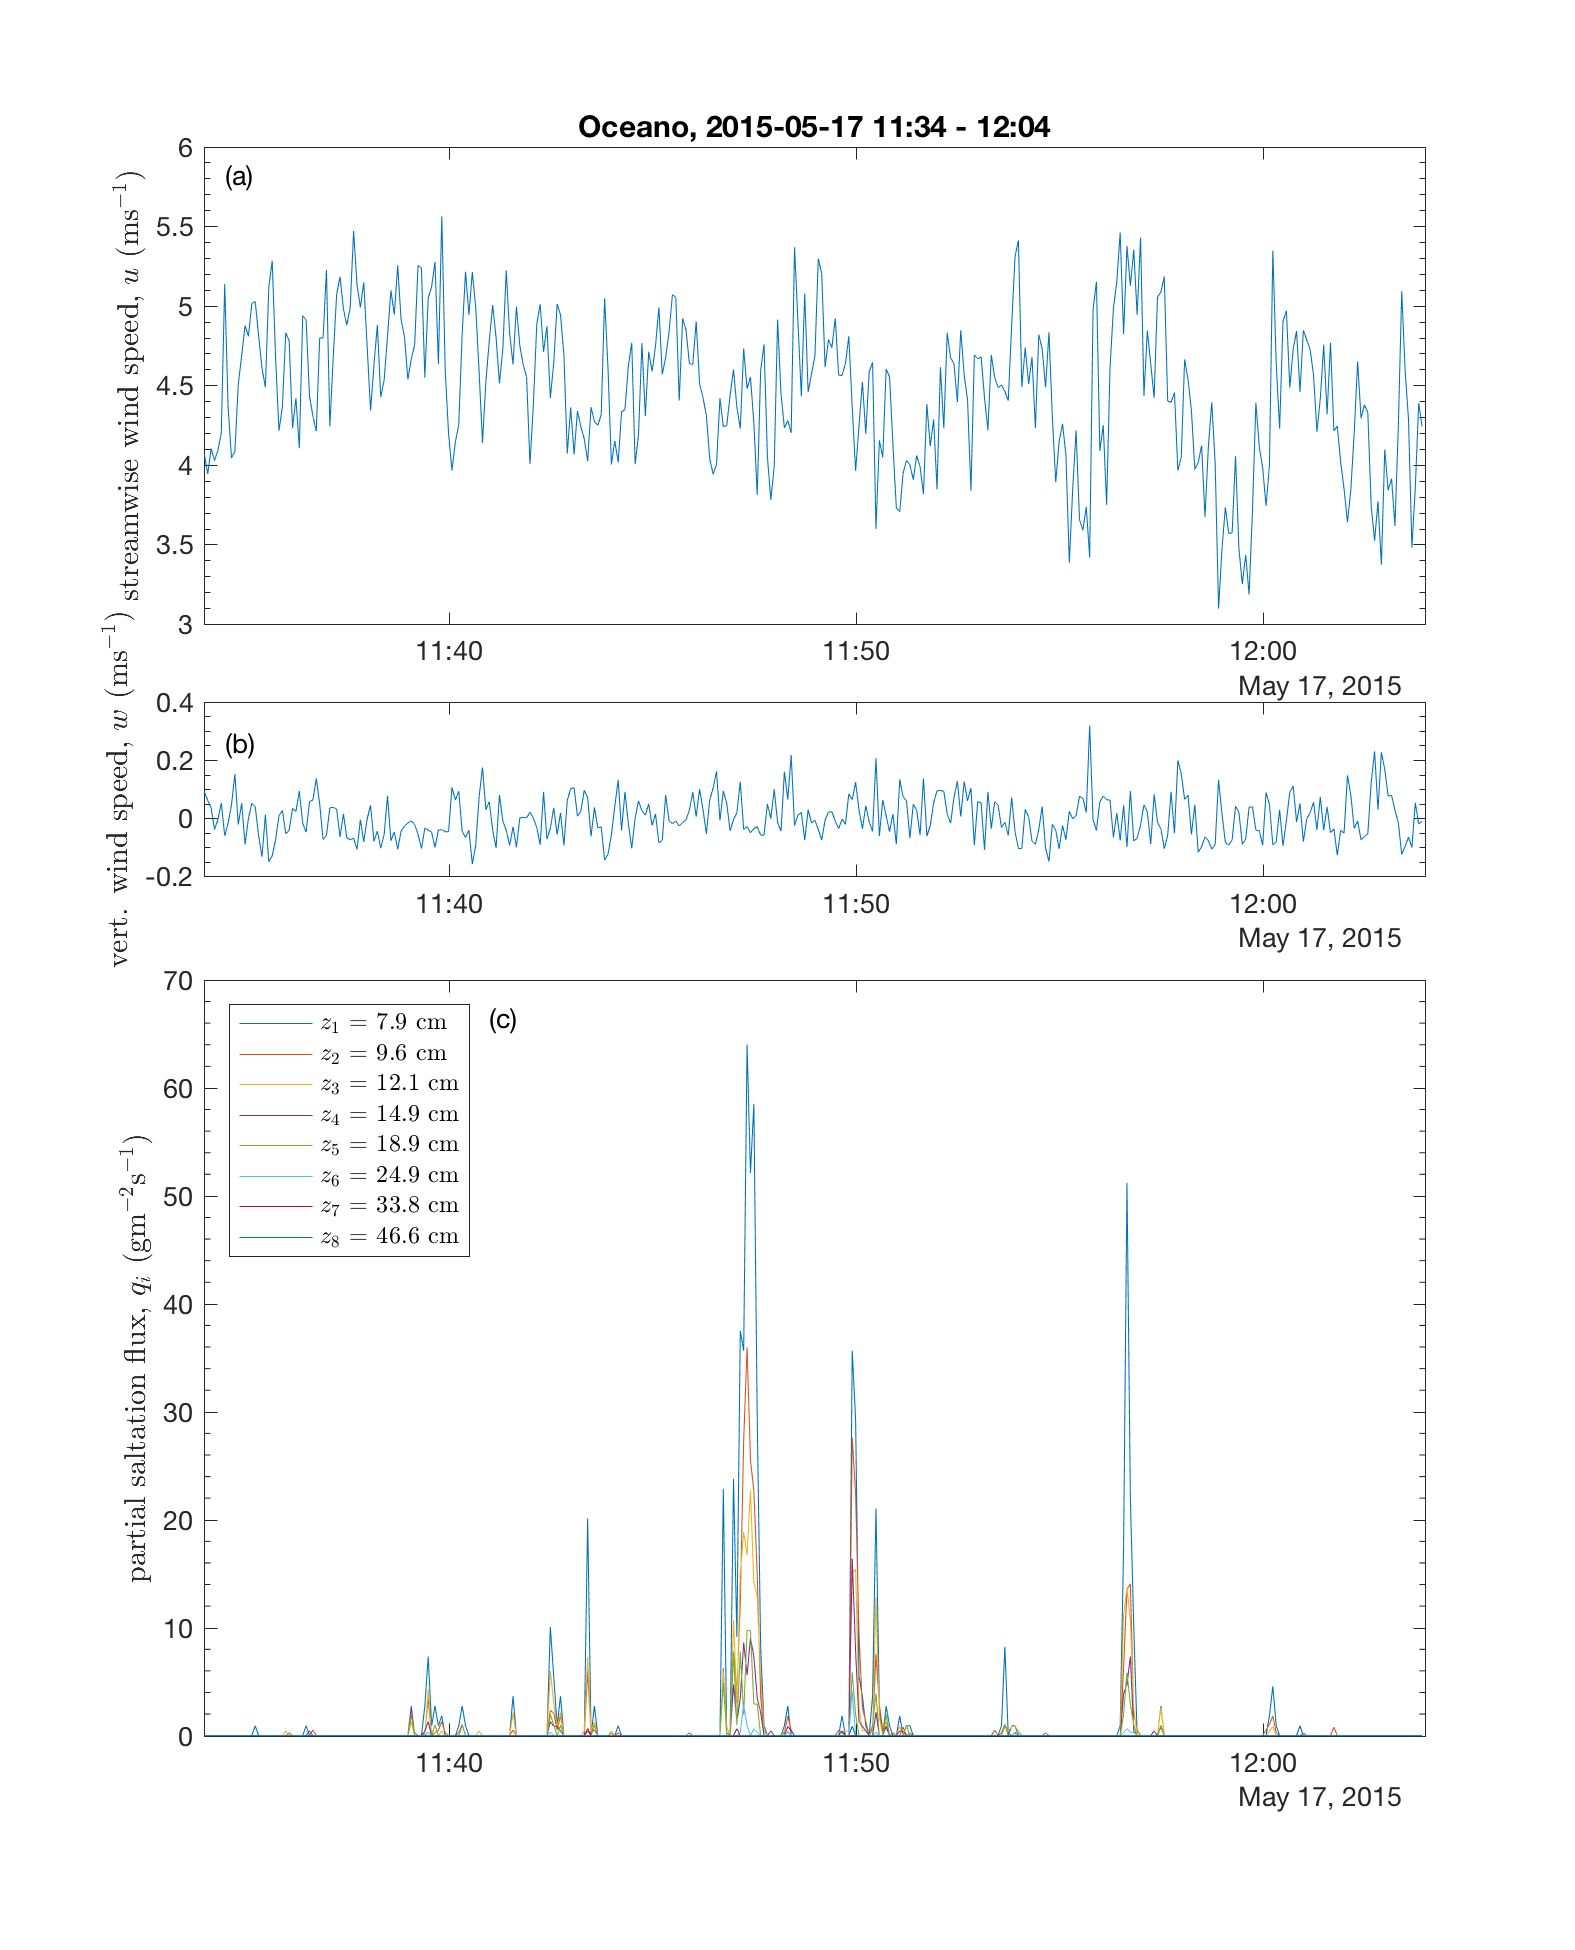 Oceano, 2015-05-17 11:34 - 12:04
(a)
streamwise wind speed, u (ms⁻¹)
6
5.5
5
4.5
4
3.5
3
11:40 11:50 12:00
May 17, 2015
(b)
vert. wind speed, w (ms⁻¹)
0.4
0.2
0
-0.2
11:40 11:50 12:00
May 17, 2015
(c)
partial saltation flux, qᵢ (gm⁻²s⁻¹)
70
60
50
40
30
20
10
0
z₁ = 7.9 cm
z₂ = 9.6 cm
z₃ = 12.1 cm
z₄ = 14.9 cm
z₅ = 18.9 cm
z₆ = 24.9 cm
z₇ = 33.8 cm
z₈ = 46.6 cm
11:40 11:50 12:00
May 17, 2015